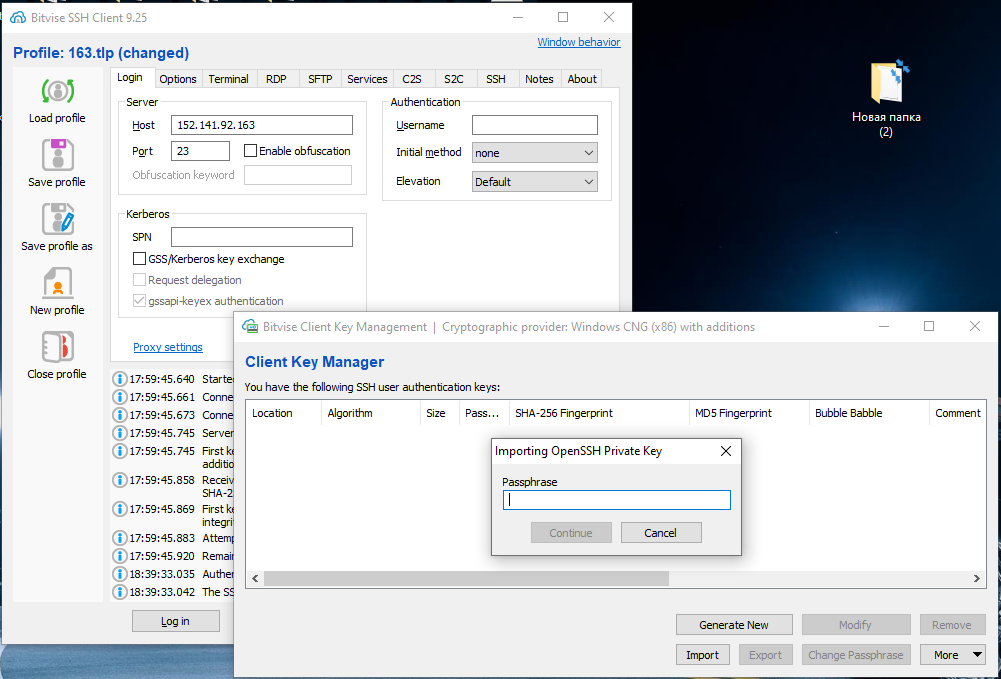 Bitvise SSH Client 9.25
Profile: 163.tlp (changed)
Window behavior
Load profile
Save profile
Save profile as
New profile
Close profile
Login
Options
Terminal
RDP
SFTP
Services
C2S
S2C
SSH
Notes
About
Server
Host
152.141.92.163
Port
23
Enable obfuscation
Obfuscation keyword
Authentication
Username
Initial method
none
Elevation
Default
Kerberos
SPN
GSS/Kerberos key exchange
Request delegation
gssapi-keyex authentication
Proxy settings
17:59:45.640 Starte
17:59:45.661 Conne
17:59:45.673 Conne
17:59:45.745 Server
17:59:45.745 First k
additio
17:59:45.858 Receiv
SHA-2
17:59:45.869 First k
integri
17:59:45.883 Attemp
17:59:45.920 Remai
18:39:33.035 Auther
18:39:33.042 The SS
Log in
Новая папка
(2)
Bitvise Client Key Management | Cryptographic provider: Windows CNG (x86) with additions
Client Key Manager
You have the following SSH user authentication keys:
Location
Algorithm
Size
Pass...
SHA-256 Fingerprint
MD5 Fingerprint
Bubble Babble
Comment
Importing OpenSSH Private Key
Passphrase
Continue
Cancel
Generate New
Modify
Remove
Import
Export
Change Passphrase
More